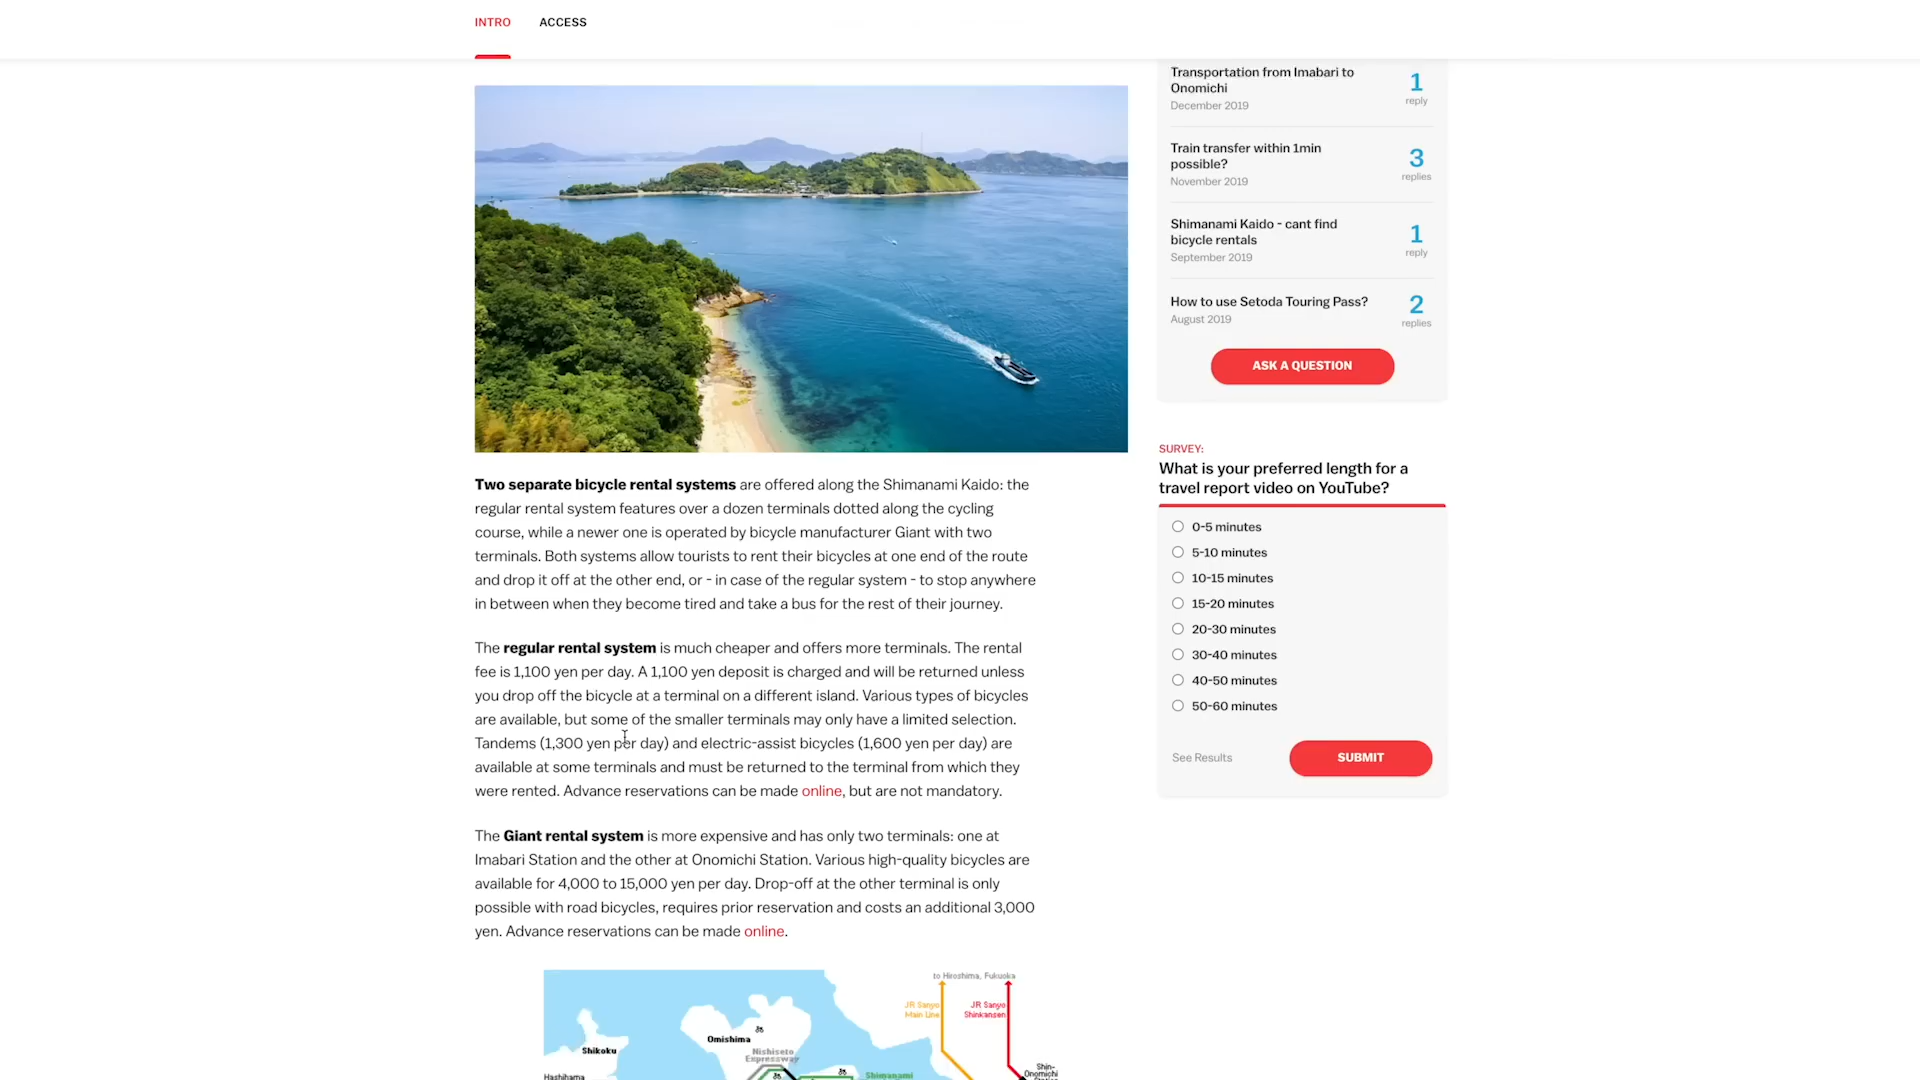 INTRO
ACCESS
Transportation from Imabari to
Onomichi
December 2019
1
reply
Train transfer within 1min
possible?
November 2019
3
replies
Shimanami Kaido - cant find
bicycle rentals
September 2019
1
reply
How to use Setoda Touring Pass?
August 2019
2
replies
ASK A QUESTION
SURVEY:
What is your preferred length for a
travel report video on YouTube?
0-5 minutes
5-10 minutes
10-15 minutes
15-20 minutes
20-30 minutes
30-40 minutes
40-50 minutes
50-60 minutes
See Results
SUBMIT
Two separate bicycle rental systems are offered along the Shimanami Kaido: the
regular rental system features over a dozen terminals dotted along the cycling
course, while a newer one is operated by bicycle manufacturer Giant with two
terminals. Both systems allow tourists to rent their bicycles at one end of the route
and drop it off at the other end, or - in case of the regular system - to stop anywhere
in between when they become tired and take a bus for the rest of their journey.
The regular rental system is much cheaper and offers more terminals. The rental
fee is 1,100 yen per day. A 1,100 yen deposit is charged and will be returned unless
you drop off the bicycle at a terminal on a different island. Various types of bicycles
are available, but some of the smaller terminals may only have a limited selection.
Tandems (1,300 yen per day) and electric-assist bicycles (1,600 yen per day) are
available at some terminals and must be returned to the terminal from which they
were rented. Advance reservations can be made online, but are not mandatory.
The Giant rental system is more expensive and has only two terminals: one at
Imabari Station and the other at Onomichi Station. Various high-quality bicycles are
available for 4,000 to 15,000 yen per day. Drop-off at the other terminal is only
possible with road bicycles, requires prior reservation and costs an additional 3,000
yen. Advance reservations can be made online.
to Hiroshima, Fukuoka
JR Sanyo
Main Line
JR Sanyo
Shinkansen
Omishima
Shikoku
Nishiseto
Expressway
Hashihama
Shimanami
Shin-
Onomichi